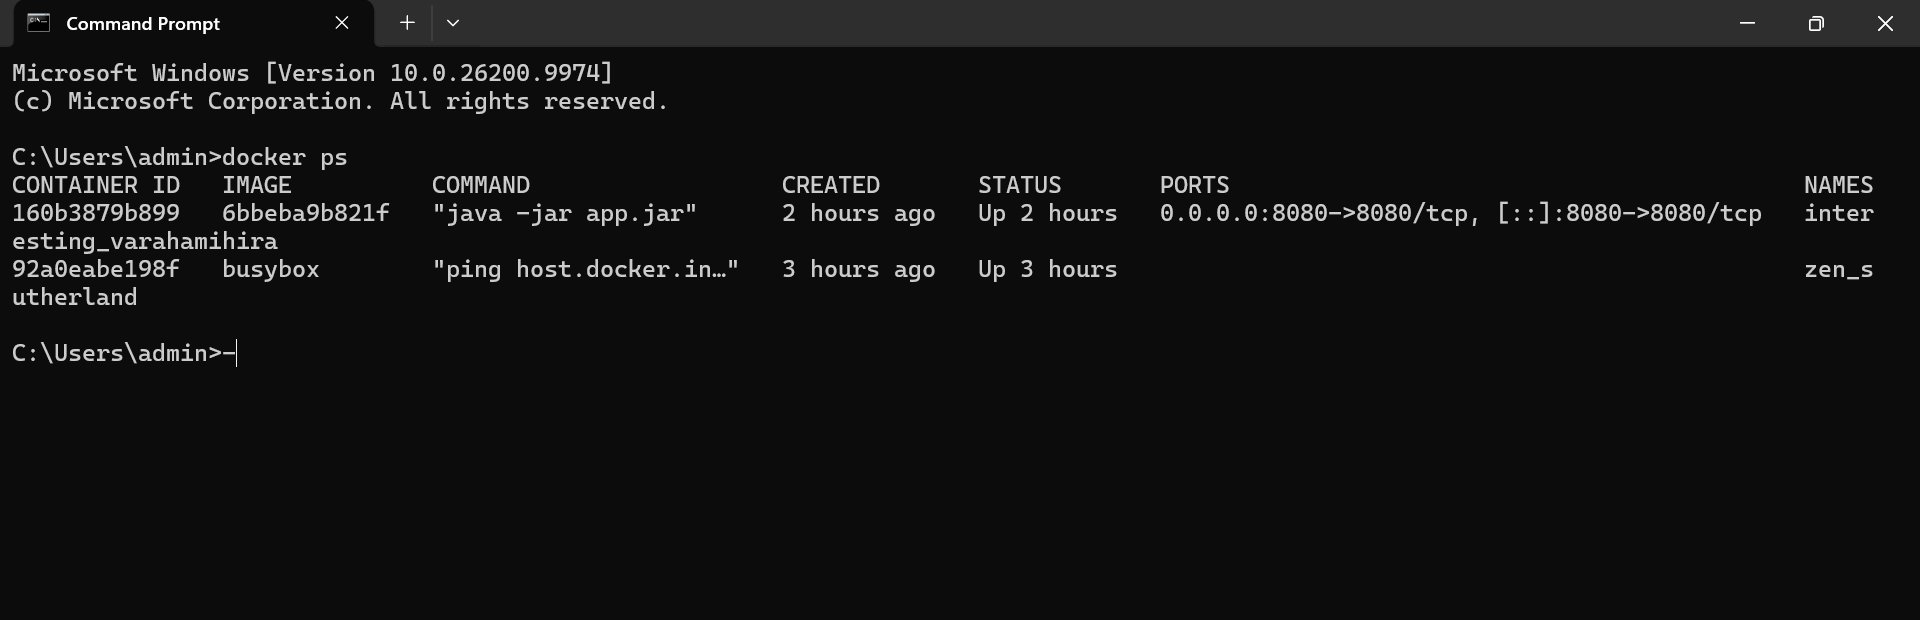 Command Prompt
Microsoft Windows [Version 10.0.26200.9974]
(c) Microsoft Corporation. All rights reserved.
C:\Users\admin>docker ps
CONTAINER ID   IMAGE          COMMAND                  CREATED       STATUS       PORTS                                         NAMES
160b3879b899   6bbeba9b821f   "java -jar app.jar"      2 hours ago   Up 2 hours   0.0.0.0:8080->8080/tcp, [::]:8080->8080/tcp   inter
esting_varahamihira
92a0eabe198f   busybox        "ping host.docker.in…"   3 hours ago   Up 3 hours                                                 zen_s
utherland
C:\Users\admin>-